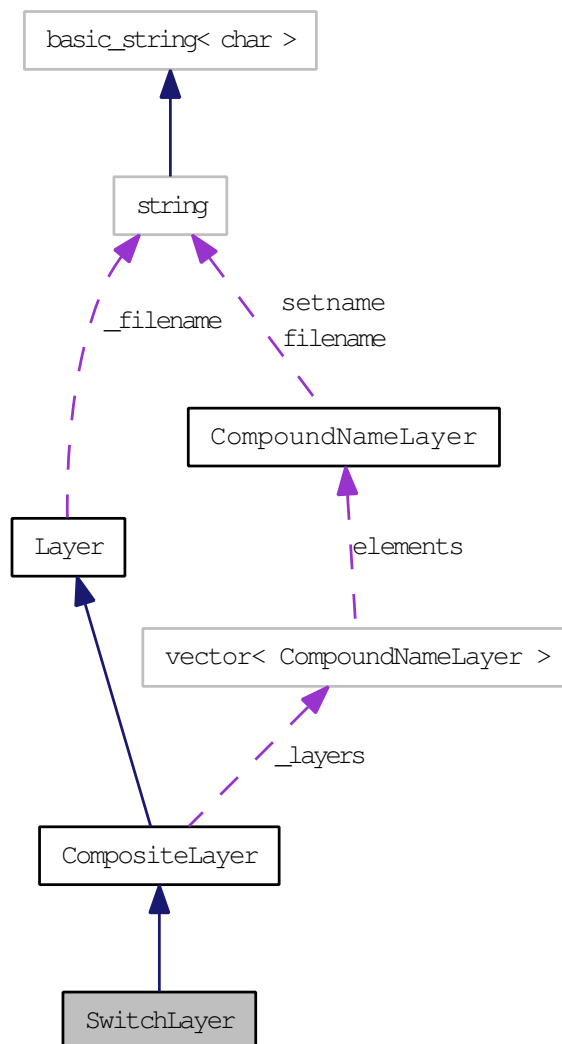 basic_string< char >
string
_filename
setname
filename
CompoundNameLayer
Layer
elements
vector< CompoundNameLayer >
_layers
CompositeLayer
SwitchLayer